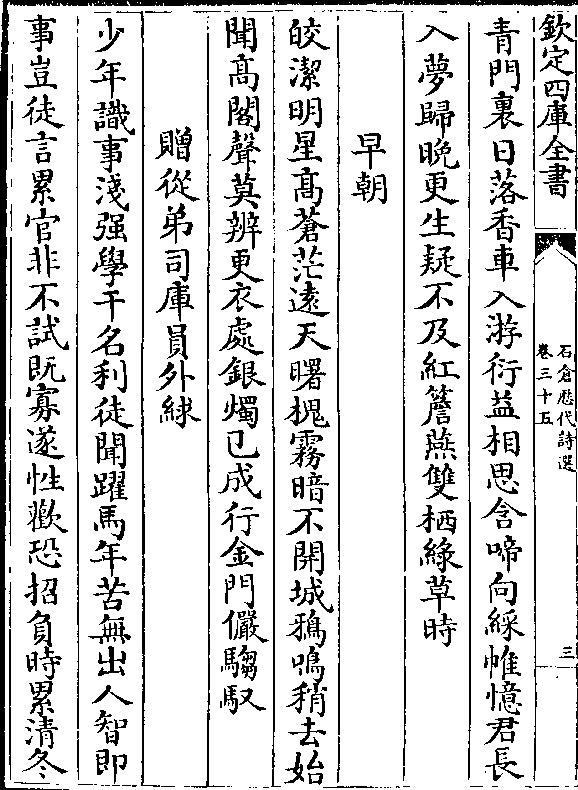 欽定四庫全書
石倉歷代詩選
卷三十五
三
青門裏日落香車入游衍益相思含啼向綵帷憶君長
入夢歸晩更生疑不及紅簷燕雙栖綠草時
早朝
皎潔明星髙蒼茫逺天曙槐霧暗不開城鴉鳴稍去始
聞髙閣聲莫辨更衣處銀燭已成行金門儼騶馭
贈從弟司庫員外絿
少年識事淺强學干名利徒聞躍馬年苦無出人智即
事豈徒言累官非不試既寡遂性歡恐招負時累清冬